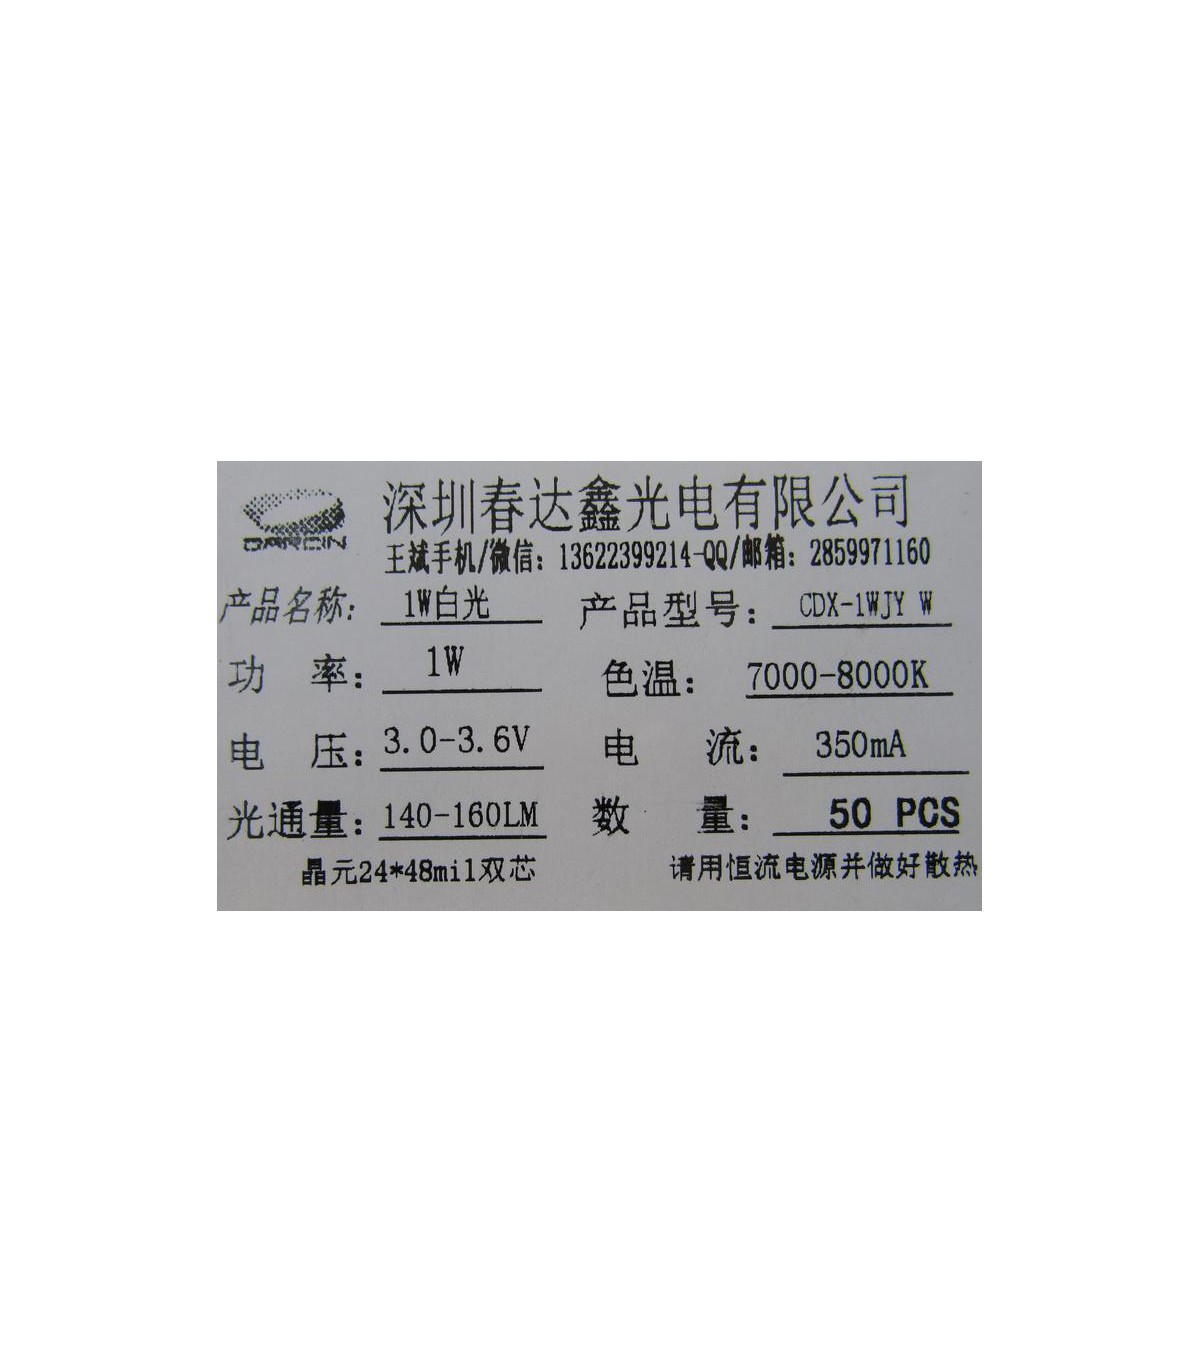 深圳春达鑫光电有限公司
王斌手机/微信：13622399214-QQ/邮箱：2859971160
产品名称: 1W白光 产品型号: CDX-1WJY W
功 率: 1W 色温: 7000-8000K
电 压: 3.0-3.6V 电 流: 350mA
光通量: 140-160LM 数 量: 50 PCS
晶元24*48mil双芯 请用恒流电源并做好散热